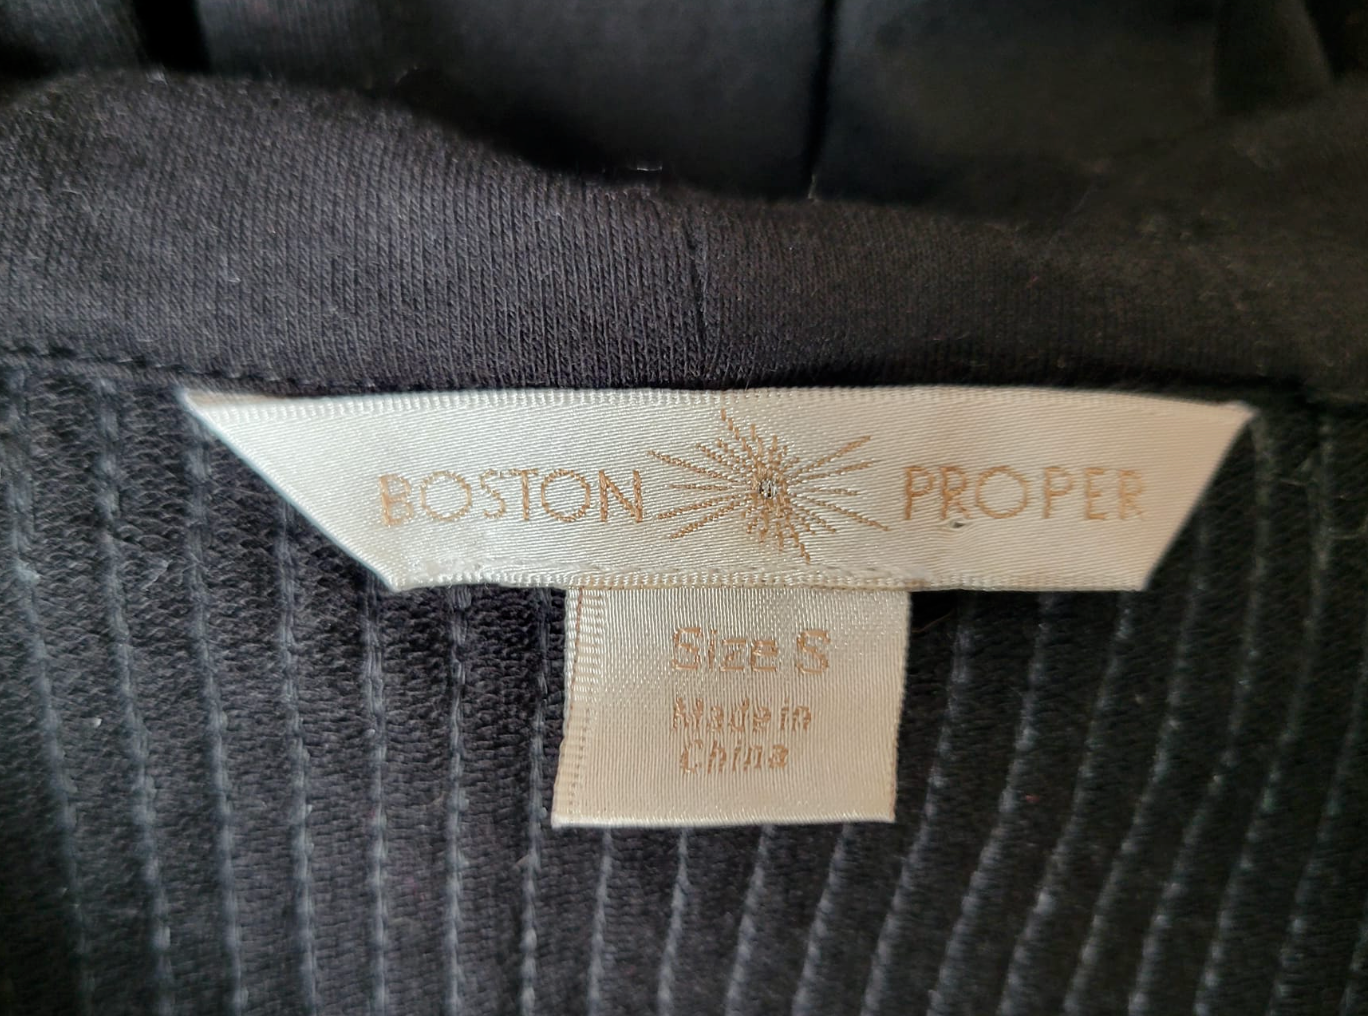 BOSTON PROPER
Size S
Made in
China